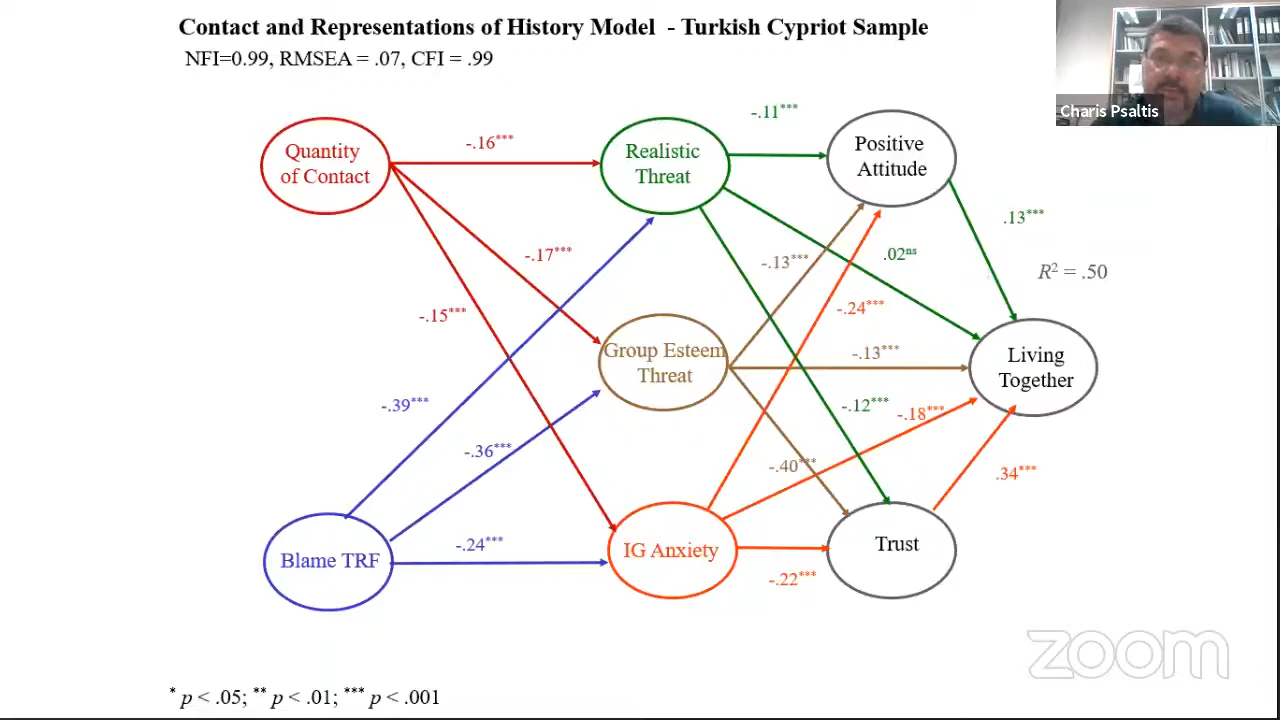 Contact and Representations of History Model - Turkish Cypriot Sample
NFI=0.99, RMSEA = .07, CFI = .99
Charis Psaltis
Quantity
of Contact
-.16***
Realistic
Threat
-.11***
Positive
Attitude
.13***
-.17***
-.13***
.02ns
R² = .50
-.15***
-.24***
Group Esteem
Threat
-.13***
Living
Together
-.39***
-.12***
-.18***
-.36***
-.40***
.34***
Blame TRF
-.24***
IG Anxiety
-.22***
Trust
zoom
* p < .05; ** p < .01; *** p < .001